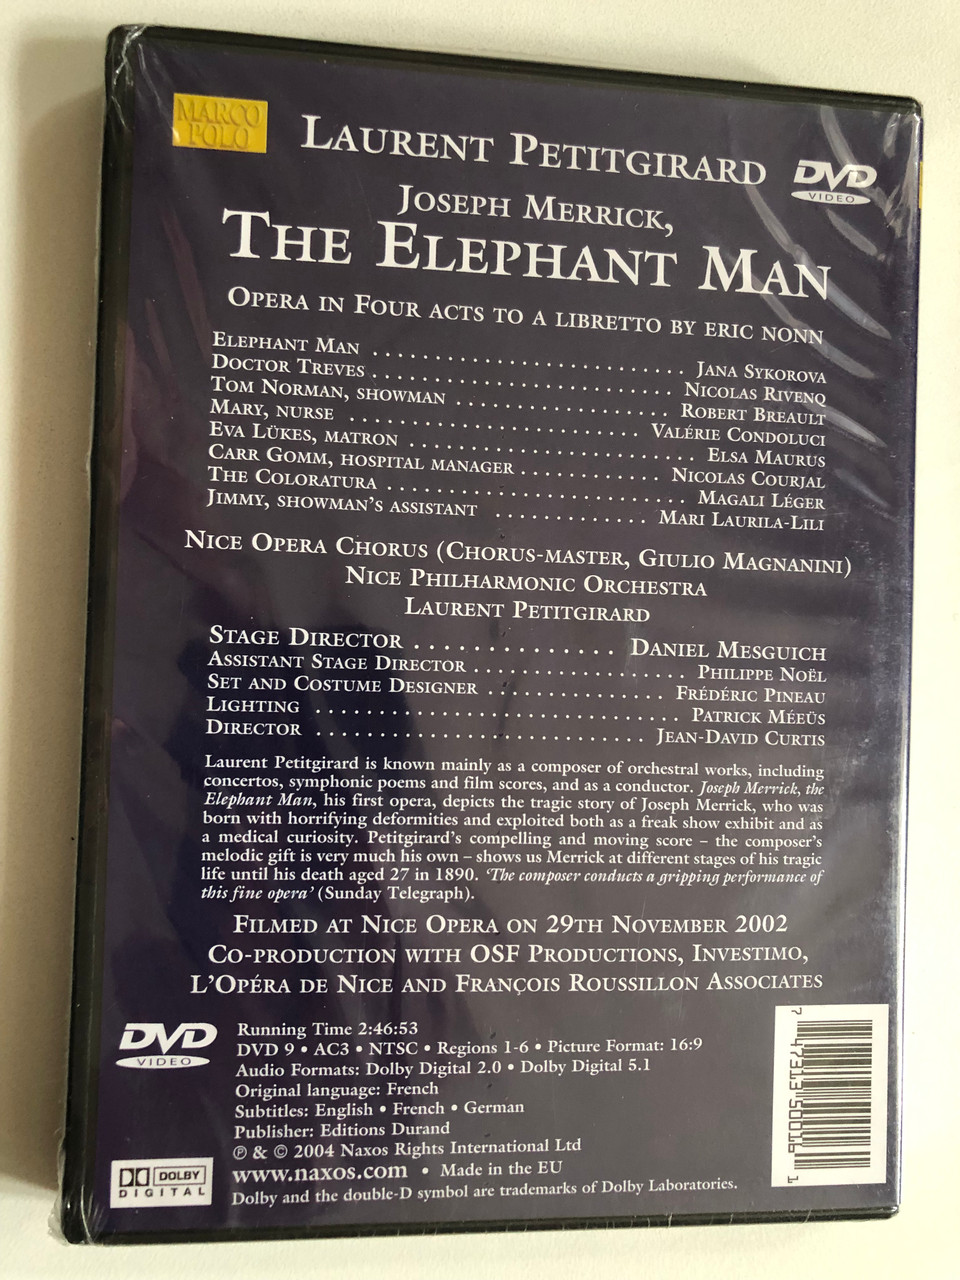 MARCO
POLO
LAURENT PETITGIRARD
DVD
VIDEO
JOSEPH MERRICK,
THE ELEPHANT MAN
OPERA IN FOUR ACTS TO A LIBRETTO BY ERIC NONN
ELEPHANT MAN . . . . . . . . . . . . . . . . . . . . . . . . . . . . JANA SYKOROVA
DOCTOR TREVES . . . . . . . . . . . . . . . . . . . . . . . . . . . NICOLAS RIVENQ
TOM NORMAN, SHOWMAN . . . . . . . . . . . . . . . . . . . ROBERT BREAULT
MARY, NURSE . . . . . . . . . . . . . . . . . . . . . . . . . . VALÉRIE CONDOLUCI
EVA LÜKES, MATRON . . . . . . . . . . . . . . . . . . . . . . . . . ELSA MAURUS
CARR GOMM, HOSPITAL MANAGER . . . . . . . . . . . . NICOLAS COURJAL
THE COLORATURA . . . . . . . . . . . . . . . . . . . . . . . . . . . MAGALI LÉGER
JIMMY, SHOWMAN'S ASSISTANT . . . . . . . . . . . . . MARI LAURILA-LILI
NICE OPERA CHORUS (CHORUS-MASTER, GIULIO MAGNANINI)
NICE PHILHARMONIC ORCHESTRA
LAURENT PETITGIRARD
STAGE DIRECTOR . . . . . . . . . . . . . . . DANIEL MESGUICH
ASSISTANT STAGE DIRECTOR . . . . . . . . . . . . . . . . . . . PHILIPPE NOËL
SET AND COSTUME DESIGNER . . . . . . . . . . . . . . . . FRÉDÉRIC PINEAU
LIGHTING . . . . . . . . . . . . . . . . . . . . . . . . . . . . . . . . PATRICK MÉEÜS
DIRECTOR . . . . . . . . . . . . . . . . . . . . . . . . . . . . . JEAN-DAVID CURTIS
Laurent Petitgirard is known mainly as a composer of orchestral works, including
concertos, symphonic poems and film scores, and as a conductor. Joseph Merrick, the
Elephant Man, his first opera, depicts the tragic story of Joseph Merrick, who was
born with horrifying deformities and exploited both as a freak show exhibit and as
a medical curiosity. Petitgirard's compelling and moving score – the composer's
melodic gift is very much his own – shows us Merrick at different stages of his tragic
life until his death aged 27 in 1890. 'The composer conducts a gripping performance of
this fine opera' (Sunday Telegraph).
FILMED AT NICE OPERA ON 29TH NOVEMBER 2002
CO-PRODUCTION WITH OSF PRODUCTIONS, INVESTIMO,
L'OPÉRA DE NICE AND FRANÇOIS ROUSSILLON ASSOCIATES
DVD
VIDEO
Running Time 2:46:53
DVD 9 • AC3 • NTSC • Regions 1-6 • Picture Format: 16:9
Audio Formats: Dolby Digital 2.0 • Dolby Digital 5.1
Original language: French
Subtitles: English • French • German
Publisher: Editions Durand
℗ & © 2004 Naxos Rights International Ltd
www.naxos.com • Made in the EU
Dolby and the double-D symbol are trademarks of Dolby Laboratories.
DOLBY
DIGITAL
7 47313 50016 1